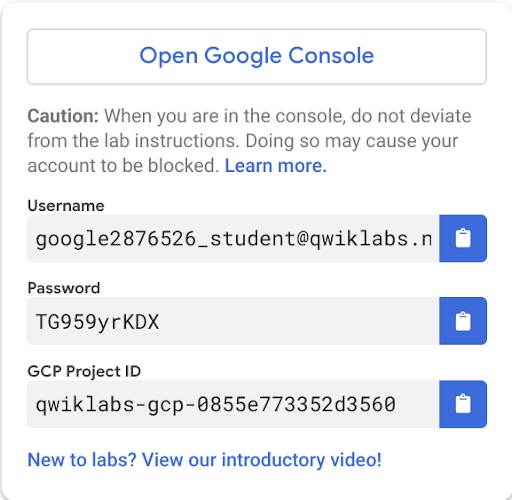 Open Google Console
Caution: When you are in the console, do not deviate
from the lab instructions. Doing so may cause your
account to be blocked. Learn more.
Username
google2876526_student@qwiklabs.n
Password
TG959yrKDX
GCP Project ID
qwiklabs-gcp-0855e773352d3560
New to labs? View our introductory video!